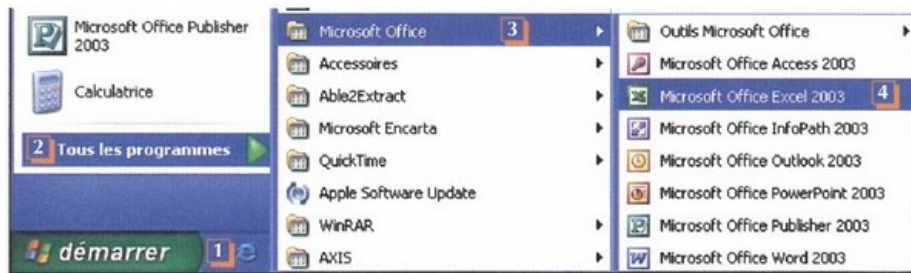 Microsoft Office Publisher
2003
Calculatrice
2 Tous les programmes
démarrer 1
Microsoft Office 3
Accessoires
Able2Extract
Microsoft Encarta
QuickTime
Apple Software Update
WinRAR
AXIS
Outils Microsoft Office
Microsoft Office Access 2003
Microsoft Office Excel 2003 4
Microsoft Office InfoPath 2003
Microsoft Office Outlook 2003
Microsoft Office PowerPoint 2003
Microsoft Office Publisher 2003
Microsoft Office Word 2003